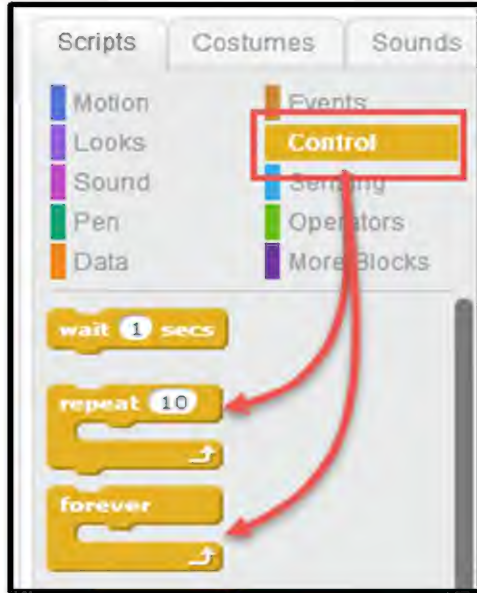 Scripts Costumes Sounds
Motion Events
Looks Control
Sound Sensing
Pen Operators
Data More Blocks
wait 1 secs
repeat 10
forever